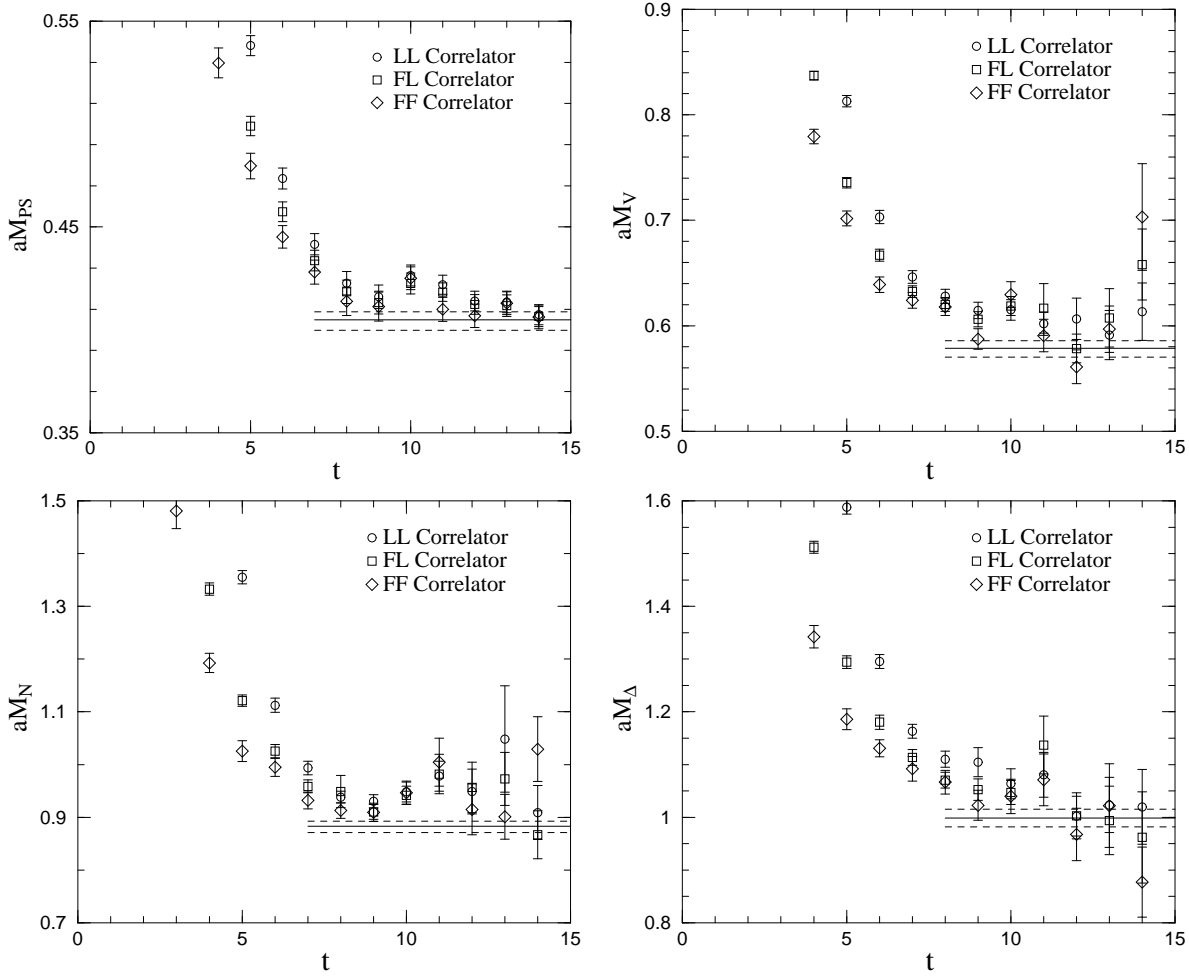 0.55
0.45
0.35
aM_PS
LL Correlator
FL Correlator
FF Correlator
0 5 10 15
t
0.9
0.8
0.7
0.6
0.5
aM_V
LL Correlator
FL Correlator
FF Correlator
0 5 10 15
t
1.5
1.3
1.1
0.9
0.7
aM_N
LL Correlator
FL Correlator
FF Correlator
0 5 10 15
t
1.6
1.4
1.2
1.0
0.8
aM_Δ
LL Correlator
FL Correlator
FF Correlator
0 5 10 15
t